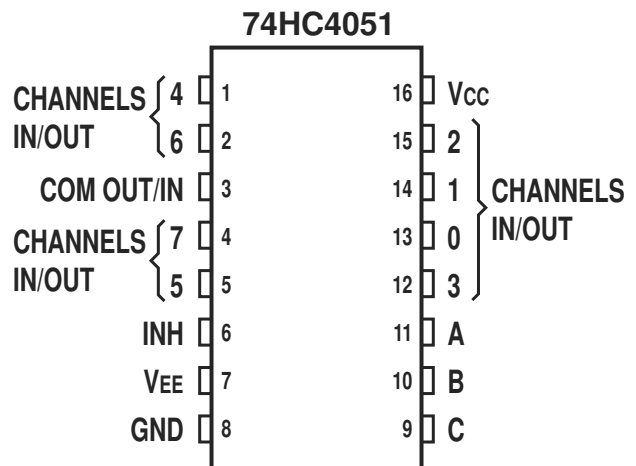 74HC4051
CHANNELS IN/OUT
4 1
6 2
COM OUT/IN 3
CHANNELS IN/OUT
7 4
5 5
INH 6
VEE 7
GND 8
16 VCC
15 2
14 1
13 0
12 3
CHANNELS IN/OUT
11 A
10 B
9 C